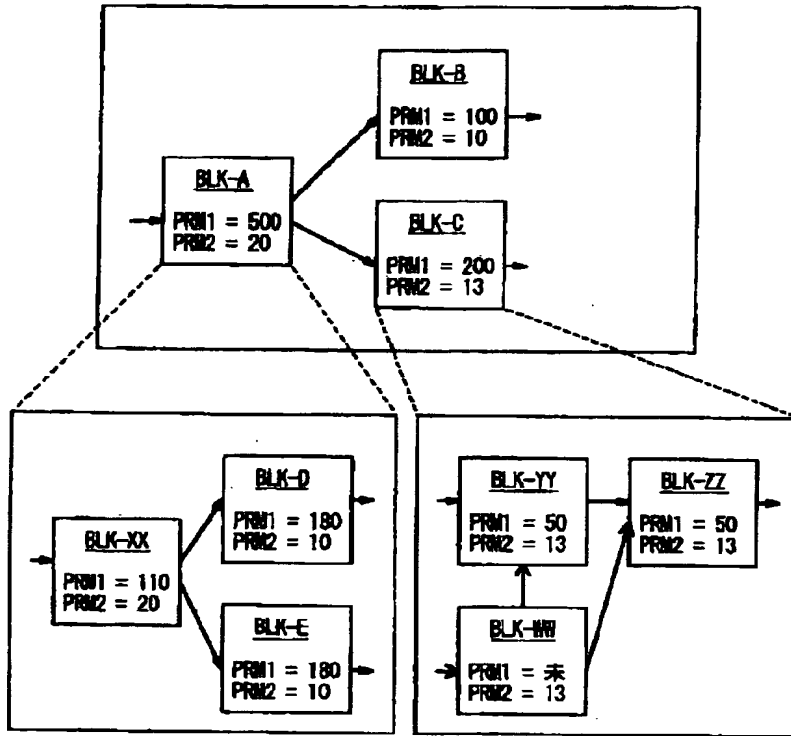 BLK-B
PRM1 = 100
PRM2 = 10
BLK-A
PRM1 = 500
PRM2 = 20
BLK-C
PRM1 = 200
PRM2 = 13
BLK-D
PRM1 = 180
PRM2 = 10
BLK-XX
PRM1 = 110
PRM2 = 20
BLK-E
PRM1 = 180
PRM2 = 10
BLK-YY
PRM1 = 50
PRM2 = 13
BLK-ZZ
PRM1 = 50
PRM2 = 13
BLK-WW
PRM1 = 未
PRM2 = 13